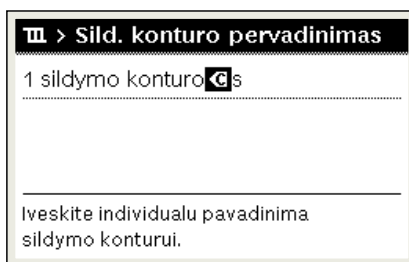 > Sild. konturo pervadinimas
1 sildymo konturoCs
Iveskite individualu pavadinima
sildymo konturui.